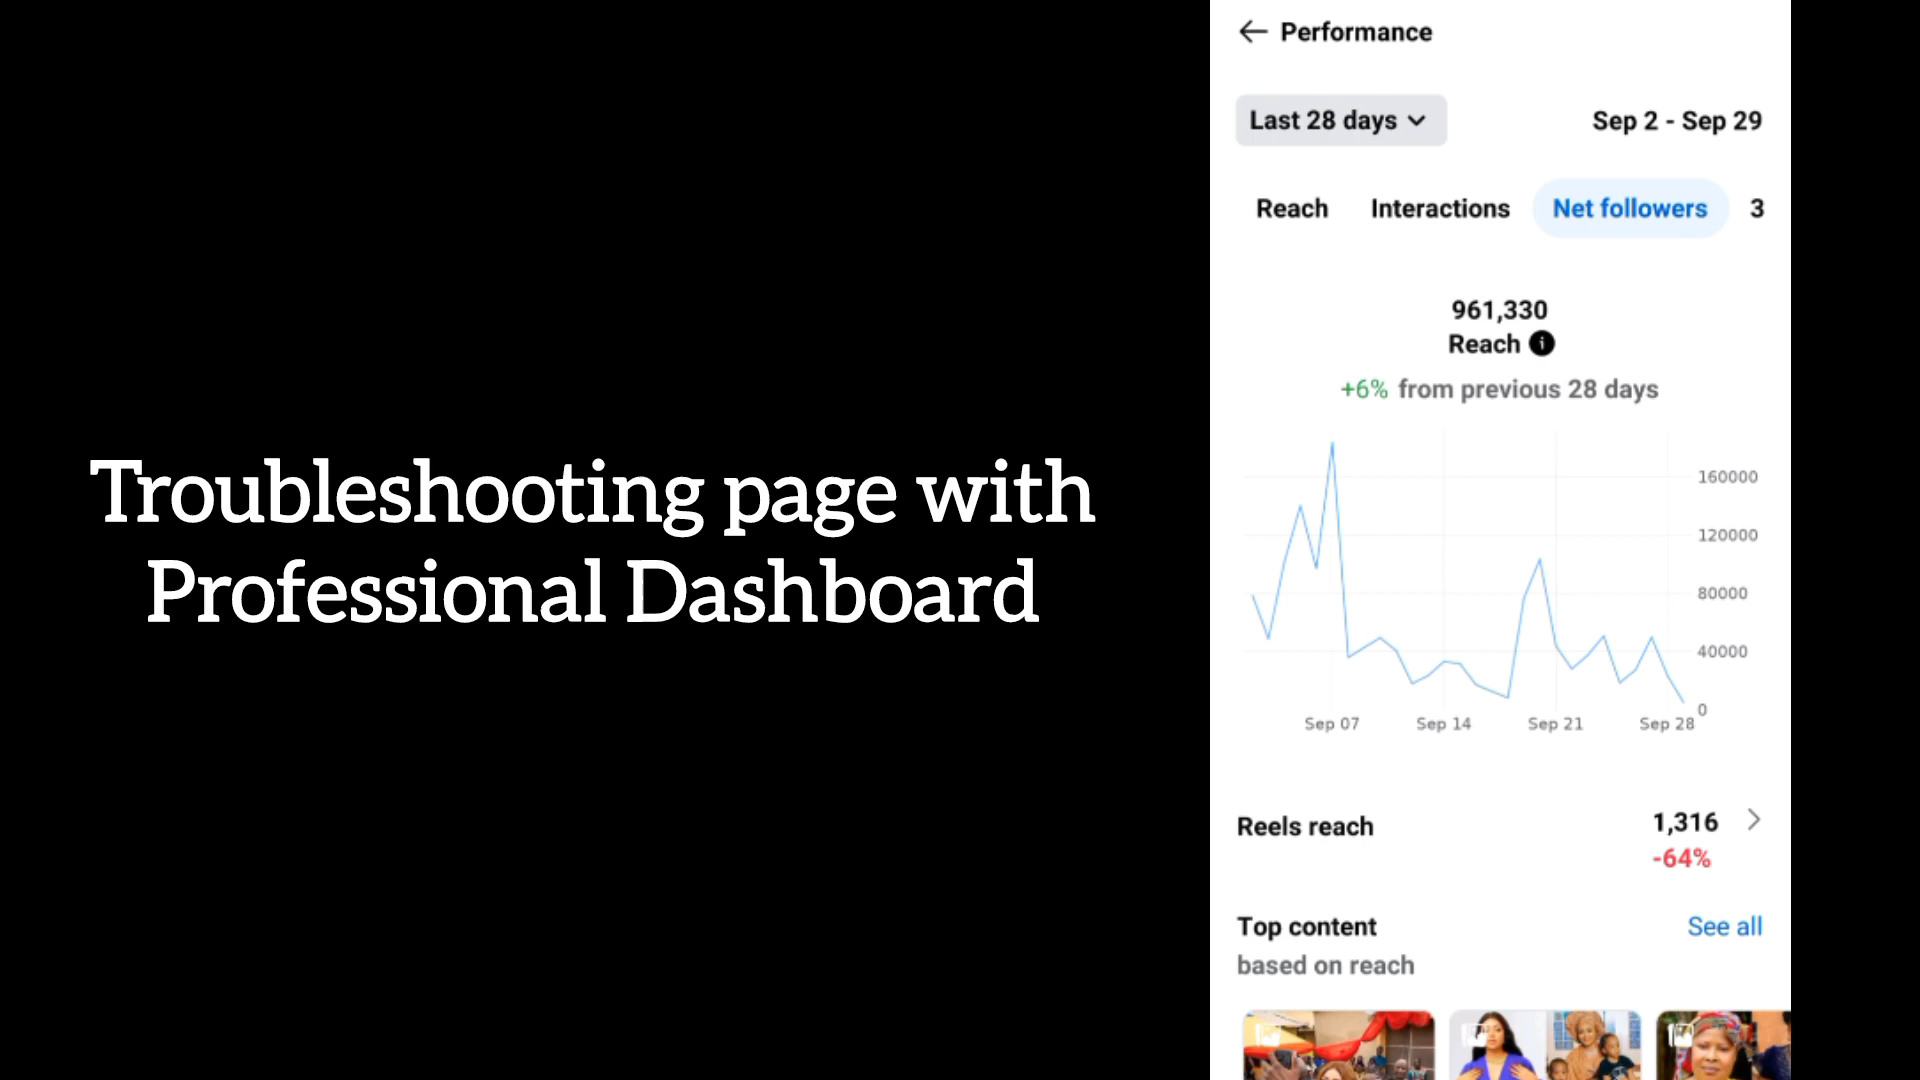 Troubleshooting page with
Professional Dashboard
Performance
Last 28 days
Sep 2 - Sep 29
Reach
Interactions
Net followers
3
961,330
Reach
+6% from previous 28 days
160000
120000
80000
40000
0
Sep 07
Sep 14
Sep 21
Sep 28
Reels reach
1,316
-64%
Top content
See all
based on reach